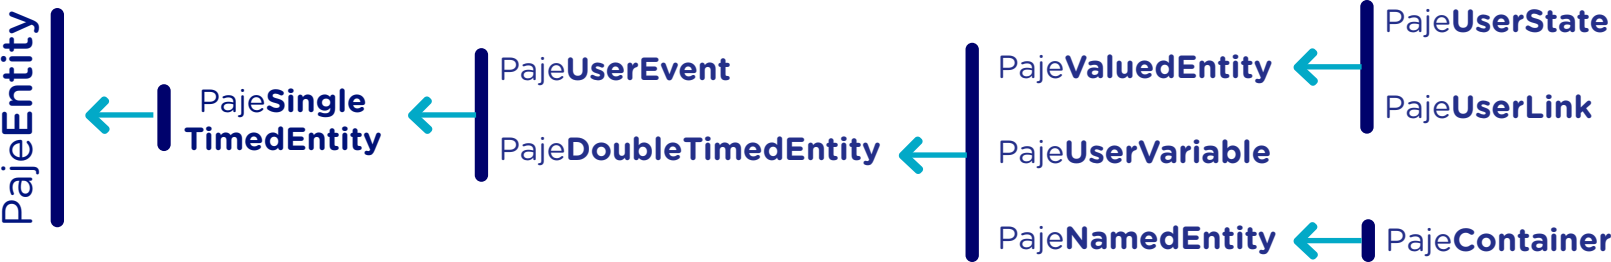 PajeEntity
PajeSingle
TimedEntity
PajeUserEvent
PajeDoubleTimedEntity
PajeValuedEntity
PajeUserVariable
PajeNamedEntity
PajeUserState
PajeUserLink
PajeContainer